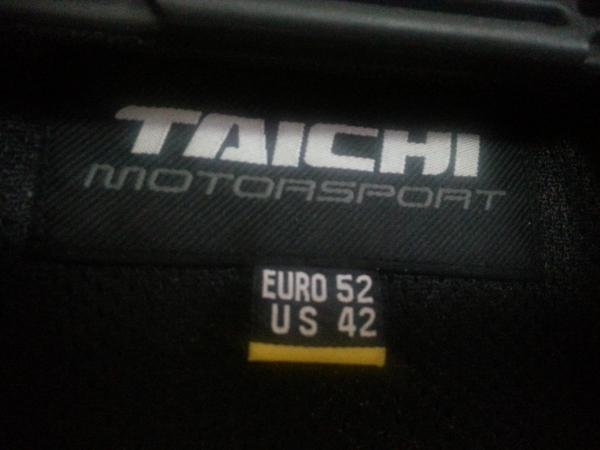 TAICHI
MOTORSPORT
EURO 52
US 42